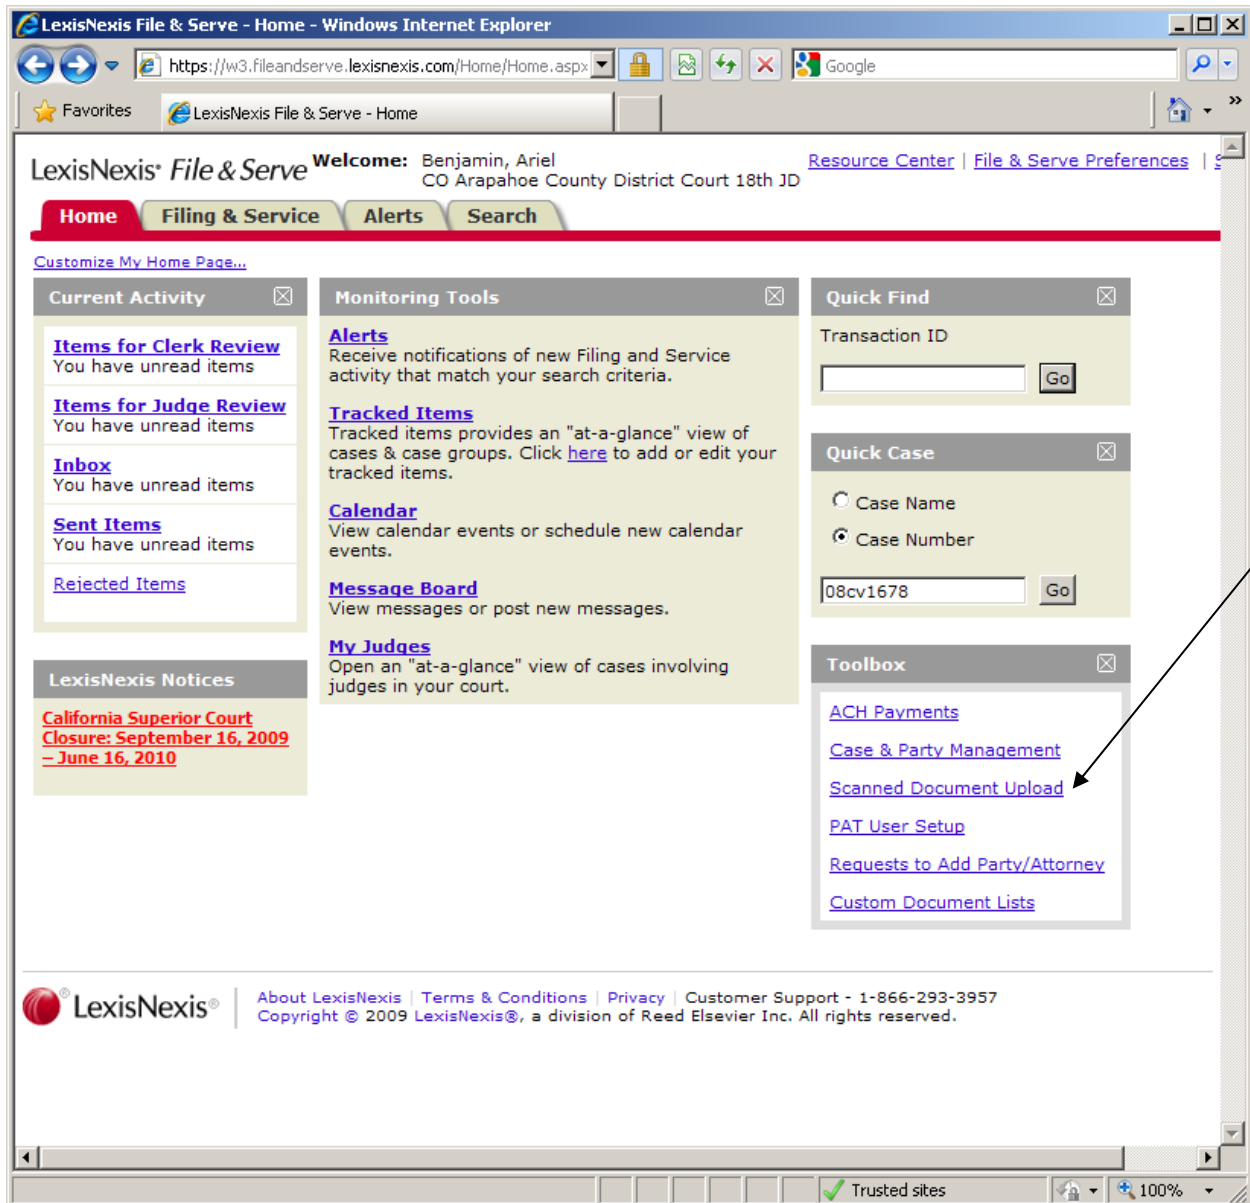 LexisNexis File & Serve - Home - Windows Internet Explorer
https://w3.fileandserve.lexisnexis.com/Home/Home.aspx
Google
Favorites
LexisNexis File & Serve - Home
»
LexisNexis® File & Serve
Welcome: Benjamin, Ariel
CO Arapahoe County District Court 18th JD
Resource Center | File & Serve Preferences |
Home
Filing & Service
Alerts
Search
Customize My Home Page...
Current Activity
Items for Clerk Review
You have unread items
Items for Judge Review
You have unread items
Inbox
You have unread items
Sent Items
You have unread items
Rejected Items
LexisNexis Notices
California Superior Court
Closure: September 16, 2009
– June 16, 2010
Monitoring Tools
Alerts
Receive notifications of new Filing and Service
activity that match your search criteria.
Tracked Items
Tracked items provides an "at-a-glance" view of
cases & case groups. Click here to add or edit your
tracked items.
Calendar
View calendar events or schedule new calendar
events.
Message Board
View messages or post new messages.
My Judges
Open an "at-a-glance" view of cases involving
judges in your court.
Quick Find
Transaction ID
Go
Quick Case
Case Name
Case Number
08cv1678
Go
Toolbox
ACH Payments
Case & Party Management
Scanned Document Upload
PAT User Setup
Requests to Add Party/Attorney
Custom Document Lists
LexisNexis®
About LexisNexis | Terms & Conditions | Privacy | Customer Support - 1-866-293-3957
Copyright © 2009 LexisNexis®, a division of Reed Elsevier Inc. All rights reserved.
Trusted sites
100%